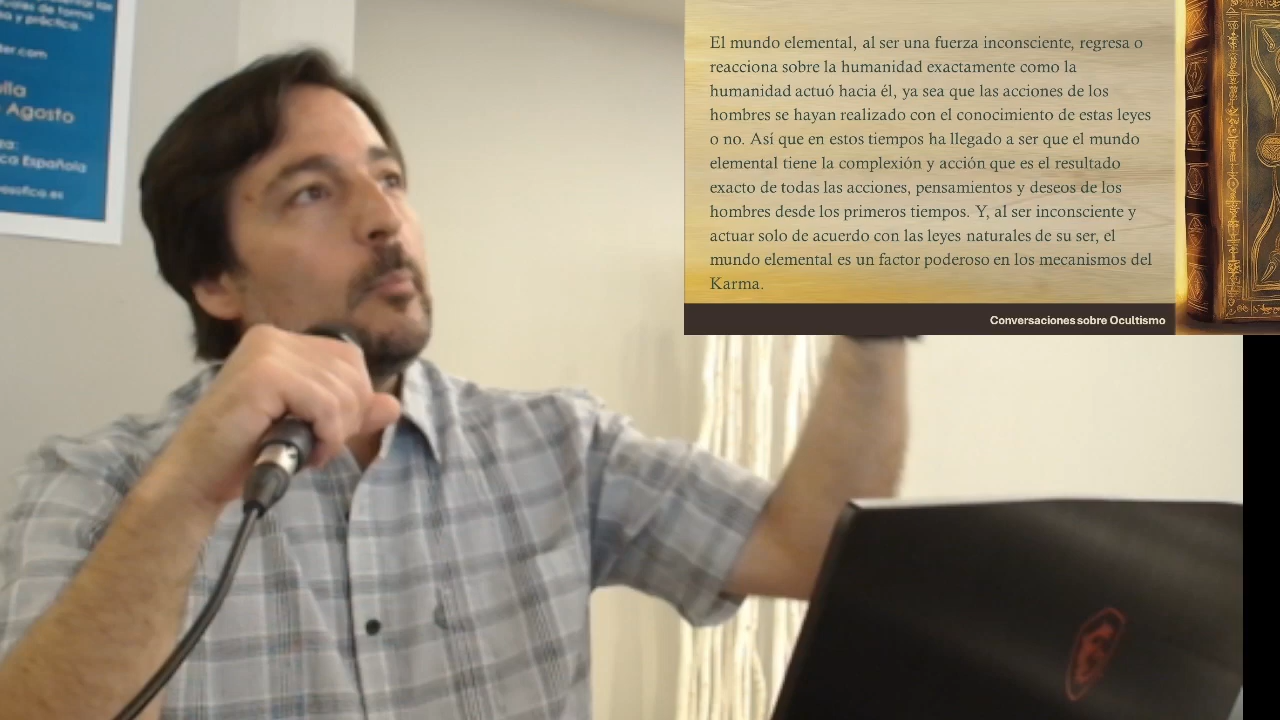 y práctica.
Agosto
Española
El mundo elemental, al ser una fuerza inconsciente, regresa o
reacciona sobre la humanidad exactamente como la
humanidad actuó hacia él, ya sea que las acciones de los
hombres se hayan realizado con el conocimiento de estas leyes
o no. Así que en estos tiempos ha llegado a ser que el mundo
elemental tiene la complexión y acción que es el resultado
exacto de todas las acciones, pensamientos y deseos de los
hombres desde los primeros tiempos. Y, al ser inconsciente y
actuar solo de acuerdo con las leyes naturales de su ser, el
mundo elemental es un factor poderoso en los mecanismos del
Karma.
Conversaciones sobre Ocultismo